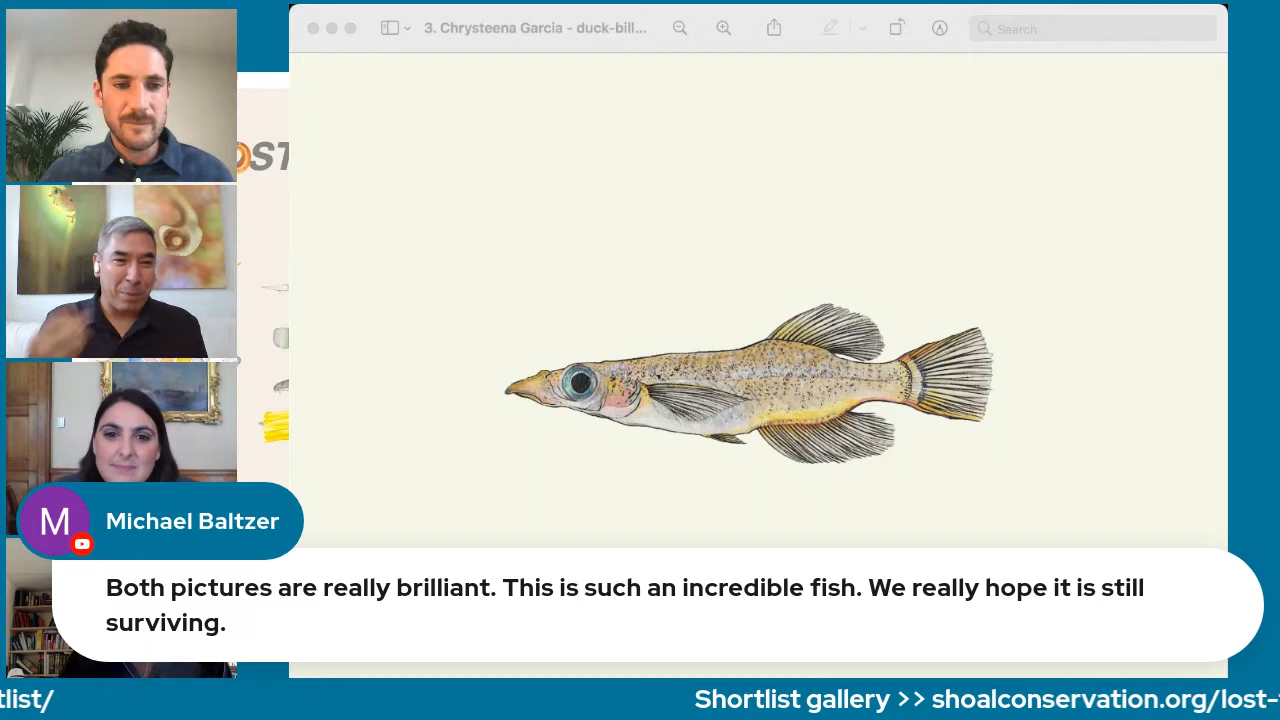 3. Chrysteena Garcia - duck-bill...
Search
OST
M
Michael Baltzer
Both pictures are really brilliant. This is such an incredible fish. We really hope it is still
surviving.
tlist/
Shortlist gallery >> shoalconservation.org/lost-